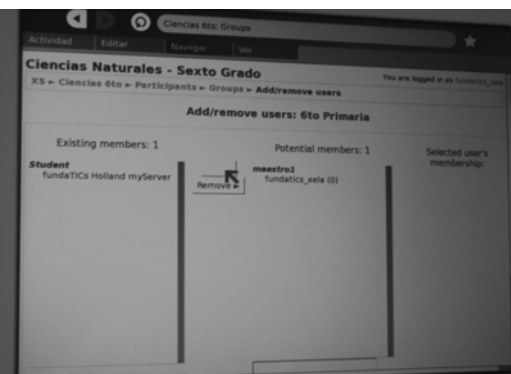 Ciencias 6to: Groups
Actividad Editar Navegar Ver
Ciencias Naturales - Sexto Grado
You are logged in as fundatics_xela
XS ► Ciencias 6to ► Participants ► Groups ► Add/remove users
Add/remove users: 6to Primaria
Existing members: 1
Potential members: 1
Selected user's
membership:
Student
fundaTICs Holland myServer
Remove ►
maestro1
fundatics_xela (0)